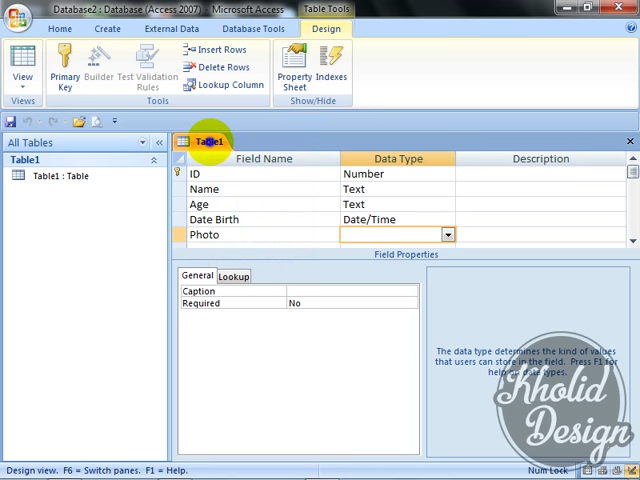 Database2 : Database (Access 2007) - Microsoft Access
Table Tools
Home
Create
External Data
Database Tools
Design
View
Primary Key
Builder
Test Validation Rules
Insert Rows
Delete Rows
Lookup Column
Property Sheet
Indexes
Views
Tools
Show/Hide
All Tables
Table1
Table1 : Table
Table1
Field Name
Data Type
Description
ID
Number
Name
Text
Age
Text
Date Birth
Date/Time
Photo
Field Properties
General
Lookup
Caption
Required
No
The data type determines the kind of values
that users can store in the field. Press F1 for
help on data types.
Kholid
Design
Design view. F6 = Switch panes. F1 = Help.
Num Lock